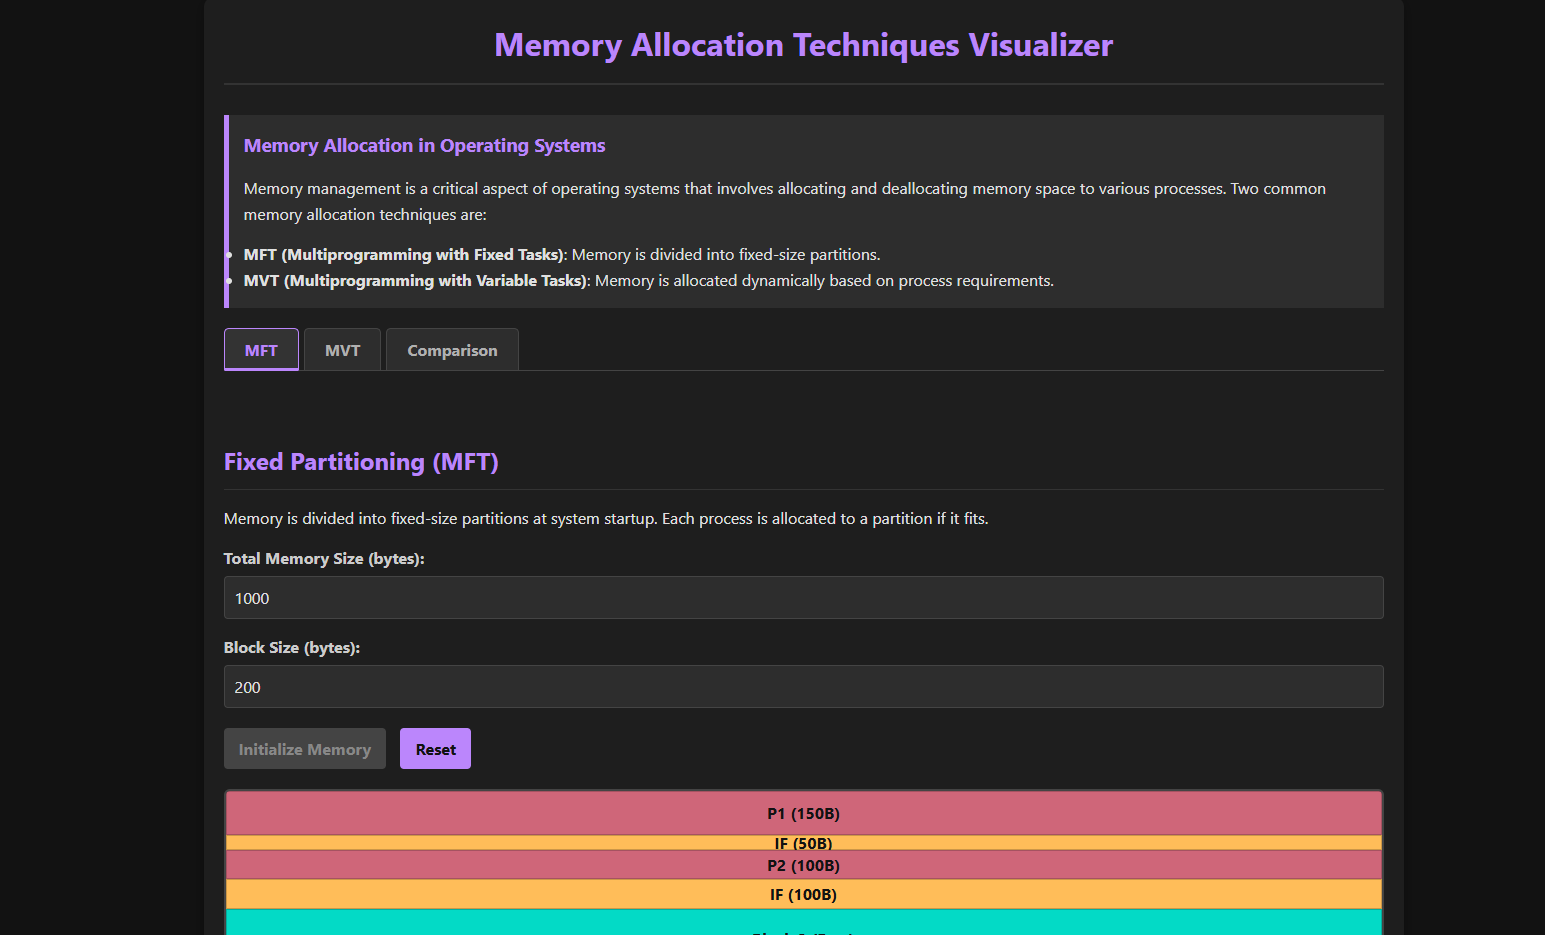 Memory Allocation Techniques Visualizer
Memory Allocation in Operating Systems
Memory management is a critical aspect of operating systems that involves allocating and deallocating memory space to various processes. Two common
memory allocation techniques are:
MFT (Multiprogramming with Fixed Tasks): Memory is divided into fixed-size partitions.
MVT (Multiprogramming with Variable Tasks): Memory is allocated dynamically based on process requirements.
MFT MVT Comparison
Fixed Partitioning (MFT)
Memory is divided into fixed-size partitions at system startup. Each process is allocated to a partition if it fits.
Total Memory Size (bytes):
1000
Block Size (bytes):
200
Initialize Memory Reset
P1 (150B)
IF (50B)
P2 (100B)
IF (100B)